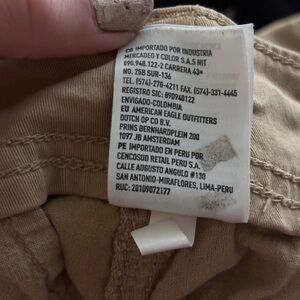 CO IMPORTADO POR INDUSTRIA
MERCADEO Y COLOR S.A.S NIT
890.948.122-2 CARRERA 43ª
NO. 25B SUR-136
TEL. (574)-270-4211 FAX. (574)-331-4445
REGISTRO SIC: 890940122
ENVIGADO-COLOMBIA
EU AMERICAN EAGLE OUTFITTERS
DUTCH OP CO B.V.
PRINS BERNHARDPLEIN 200
1097 JB AMSTERDAM
PE IMPORTADO EN PERU POR
CENCOSUD RETAIL PERU S.A.
CALLE AUGUSTO ANGULO #130
SAN ANTONIO-MIRAFLORES, LIMA-PERU
RUC: 20109072177